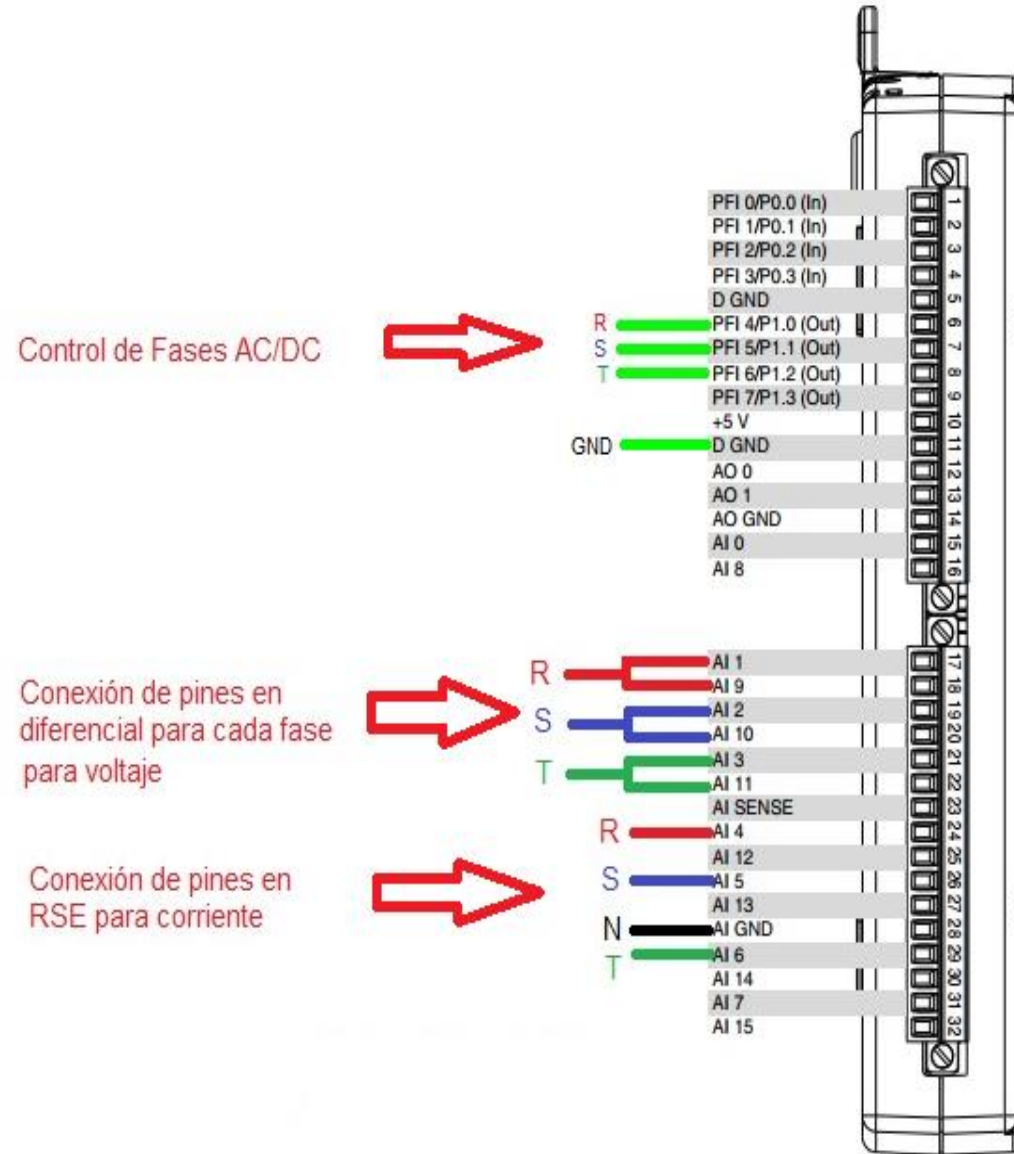 PFI 0/P0.0 (In) 1
PFI 1/P0.1 (In) 2
PFI 2/P0.2 (In) 3
PFI 3/P0.3 (In) 4
D GND 5
Control de Fases AC/DC
R PFI 4/P1.0 (Out) 6
S PFI 5/P1.1 (Out) 7
T PFI 6/P1.2 (Out) 8
PFI 7/P1.3 (Out) 9
+5 V 10
GND D GND 11
AO 0 12
AO 1 13
AO GND 14
AI 0 15
AI 8 16
Conexión de pines en
diferencial para cada fase
para voltaje
R AI 1 17
AI 9 18
S AI 2 19
AI 10 20
T AI 3 21
AI 11 22
AI SENSE 23
Conexión de pines en
RSE para corriente
R AI 4 24
AI 12 25
S AI 5 26
AI 13 27
N AI GND 28
T AI 6 29
AI 14 30
AI 7 31
AI 15 32